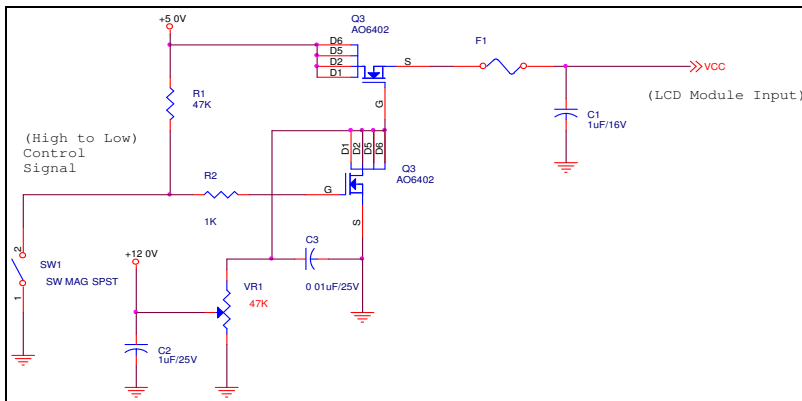 +5 0V
Q3
AO6402
D6
D5
D2
D1
S
G
F1
VCC
(LCD Module Input)
R1
47K
C1
1uF/16V
(High to Low)
Control
Signal
D1
D2
D5
D6
Q3
AO6402
R2
G
1K
S
2
SW1
SW MAG SPST
1
+12 0V
C3
0 01uF/25V
VR1
47K
C2
1uF/25V